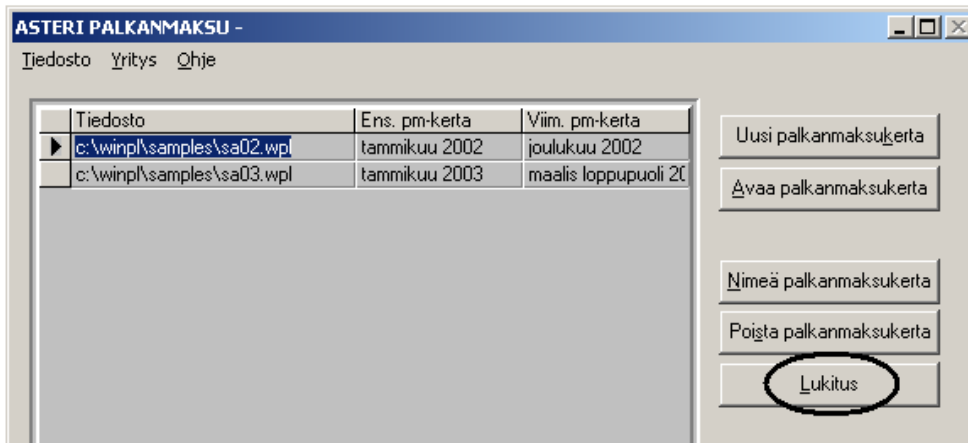 ASTERI PALKANMAKSU -
Tiedosto Yritys Ohje
Tiedosto Ens. pm-kerta Viim. pm-kerta
c:\winpl\samples\sa02.wpl tammikuu 2002 joulukuu 2002
c:\winpl\samples\sa03.wpl tammikuu 2003 maalis loppupuoli 20
Uusi palkanmaksukerta
Avaa palkanmaksukerta
Nimeä palkanmaksukerta
Poista palkanmaksukerta
Lukitus